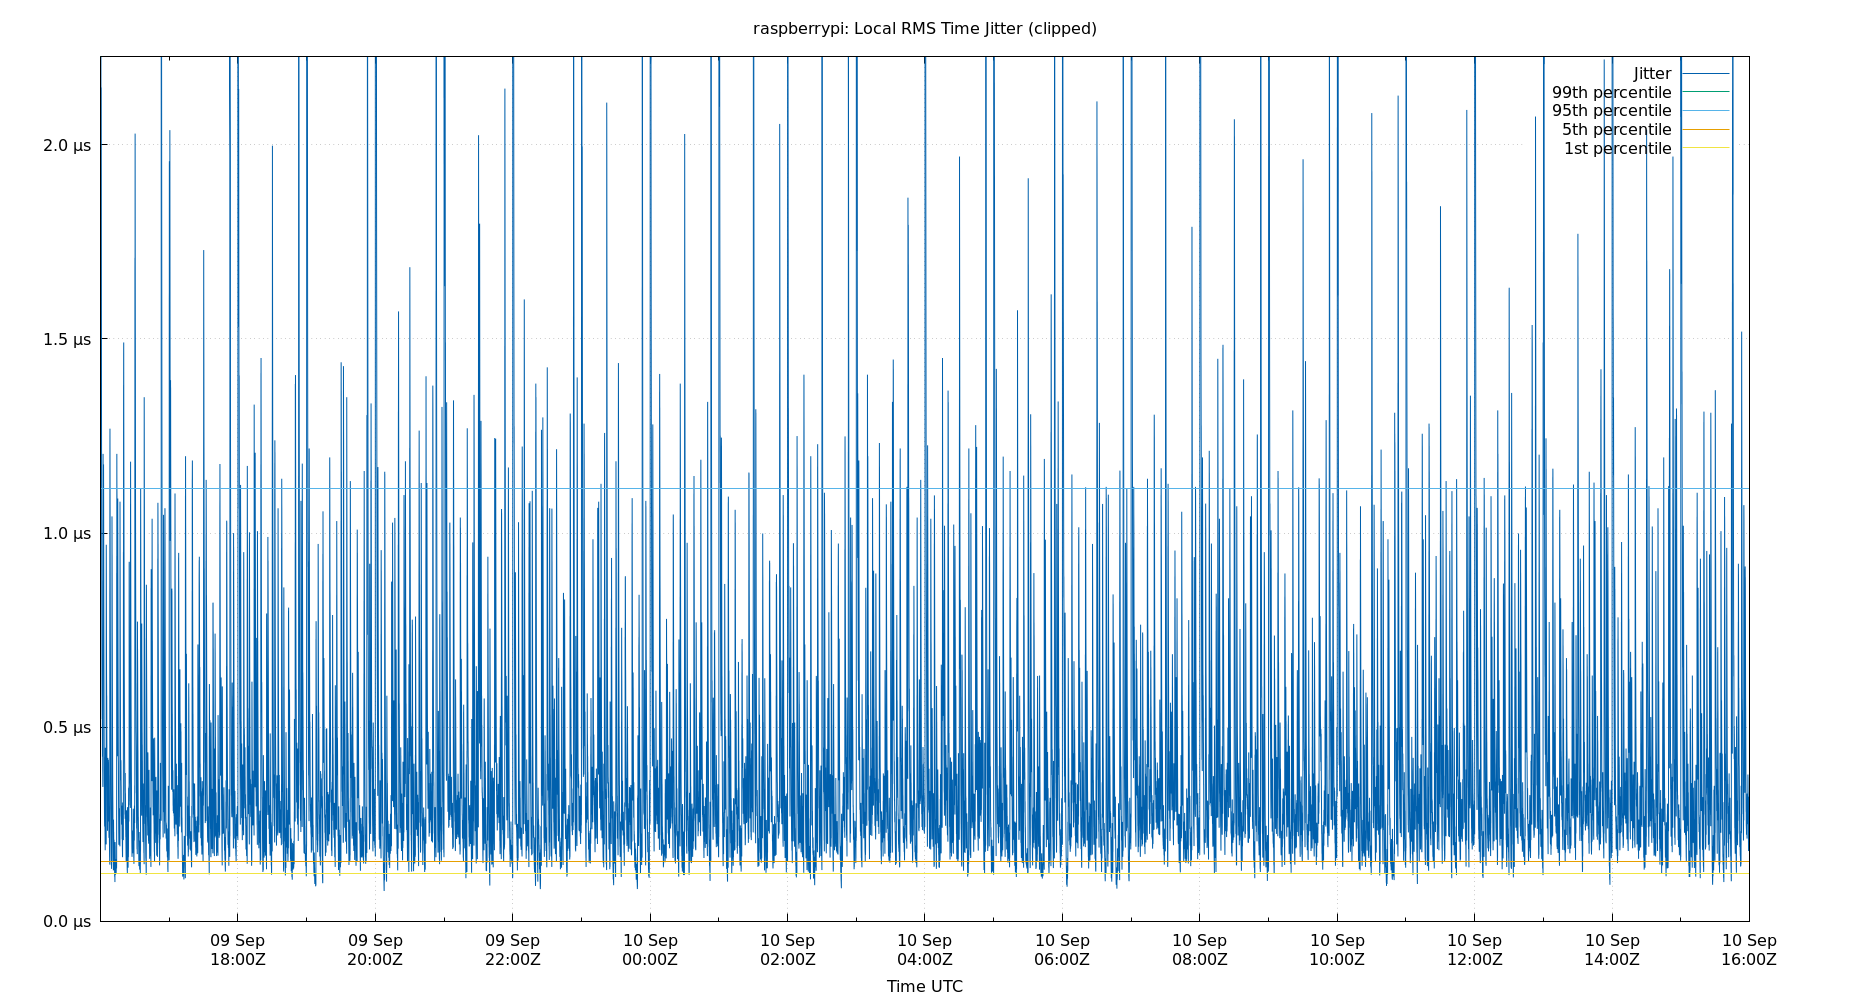 raspberrypi: Local RMS Time Jitter (clipped)
Jitter
99th percentile
95th percentile
5th percentile
1st percentile
2.0 µs
1.5 µs
1.0 µs
0.5 µs
0.0 µs
09 Sep 09 Sep 09 Sep 10 Sep 10 Sep 10 Sep 10 Sep 10 Sep 10 Sep 10 Sep 10 Sep 10 Sep
18:00Z 20:00Z 22:00Z 00:00Z 02:00Z 04:00Z 06:00Z 08:00Z 10:00Z 12:00Z 14:00Z 16:00Z
Time UTC